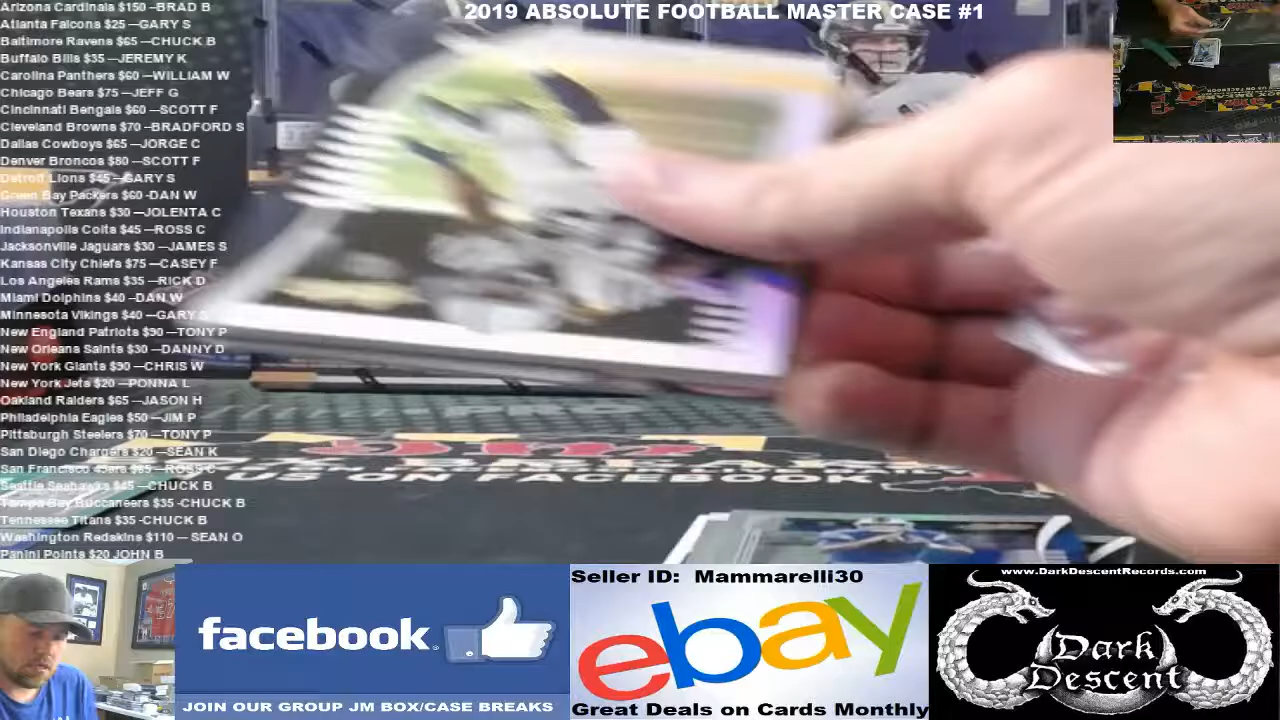 2019 ABSOLUTE FOOTBALL MASTER CASE #1
Arizona Cardinals $150 —BRAD B
Atlanta Falcons $25 —GARY S
Baltimore Ravens $65 —CHUCK B
Buffalo Bills $35 —JEREMY K
Carolina Panthers $60 —WILLIAM W
Chicago Bears $75 —JEFF G
Cincinnati Bengals $60 —SCOTT F
Cleveland Browns $70 —BRADFORD S
Dallas Cowboys $65 —JORGE C
Denver Broncos $80 —SCOTT F
Detroit Lions $45 —GARY S
Green Bay Packers $60 -DAN W
Houston Texans $30 —JOLENTA C
Indianapolis Colts $45 —ROSS C
Jacksonville Jaguars $30 —JAMES S
Kansas City Chiefs $75 —CASEY F
Los Angeles Rams $35 —RICK D
Miami Dolphins $40 —DAN W
Minnesota Vikings $40 —GARY S
New England Patriots $90 —TONY P
New Orleans Saints $30 —DANNY D
New York Giants $90 —CHRIS W
New York Jets $20 —PONNA L
Oakland Raiders $65 —JASON H
Philadelphia Eagles $50 —JIM P
Pittsburgh Steelers $70 —TONY P
San Diego Chargers $20 —SEAN K
San Francisco 49ers $85 —ROSS C
Seattle Seahawks $45 —CHUCK B
Tampa Bay Buccaneers $35 -CHUCK B
Tennessee Titans $35 -CHUCK B
Washington Redskins $110 — SEAN O
Panini Points $20 JOHN B
US ON FACEBOOK
facebook.
JOIN OUR GROUP JM BOX/CASE BREAKS
Seller ID: Mammarelli30
ebay
Great Deals on Cards Monthly
www.DarkDescentRecords.com
Dark
Descent